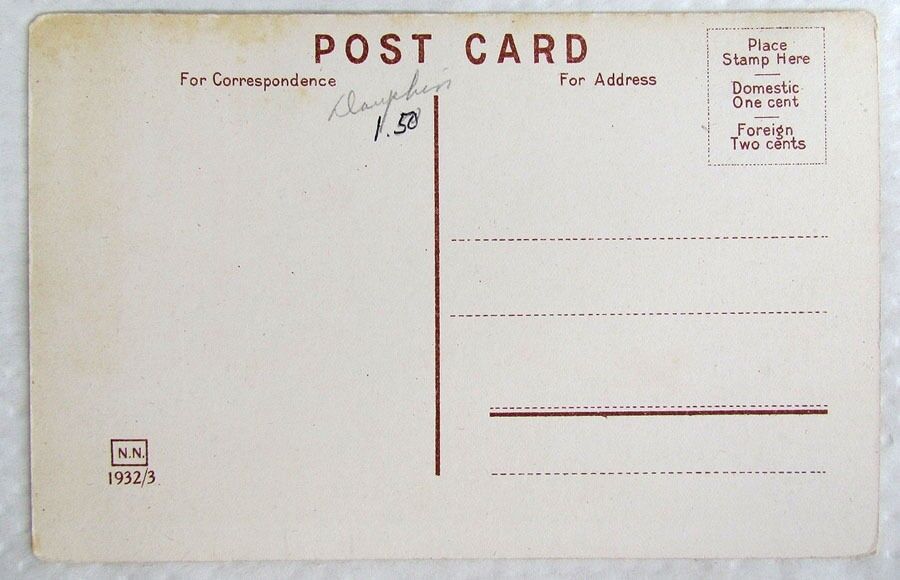 POST CARD
For Correspondence
For Address
Place
Stamp Here
Domestic
One cent
Foreign
Two cents
Dauphin
1.50
N.N.
1932/3